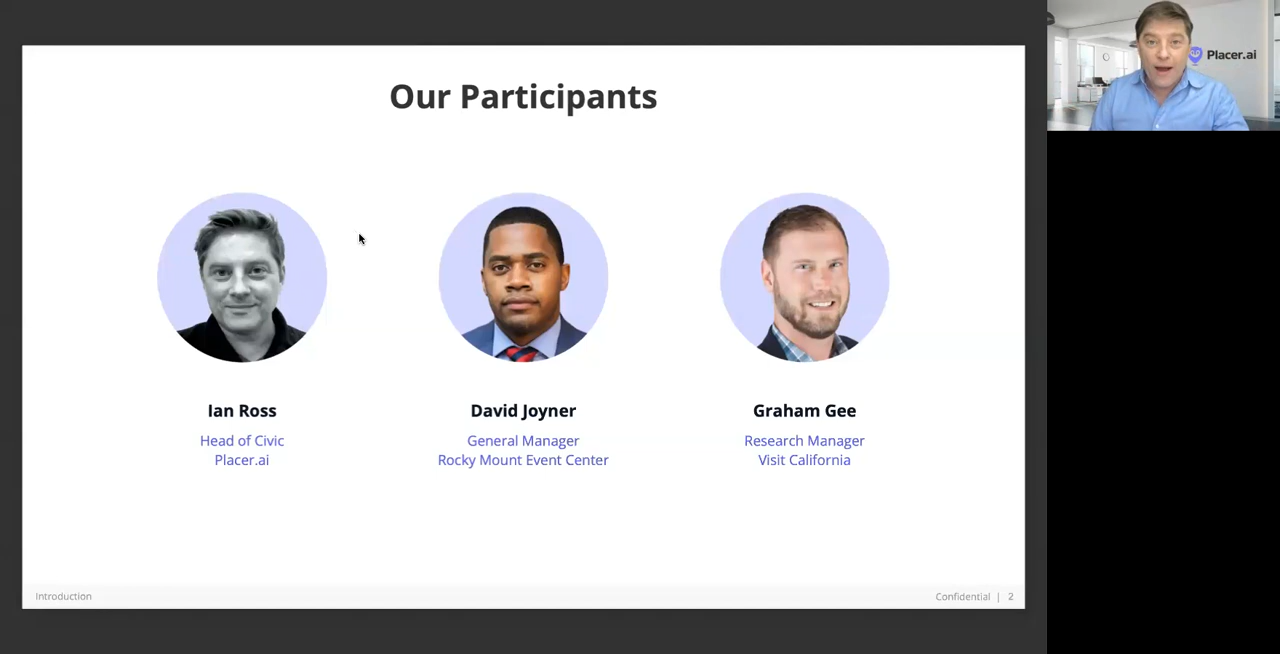 Our Participants
Placer.ai
Ian Ross
Head of Civic
Placer.ai
David Joyner
General Manager
Rocky Mount Event Center
Graham Gee
Research Manager
Visit California
Introduction
Confidential | 2